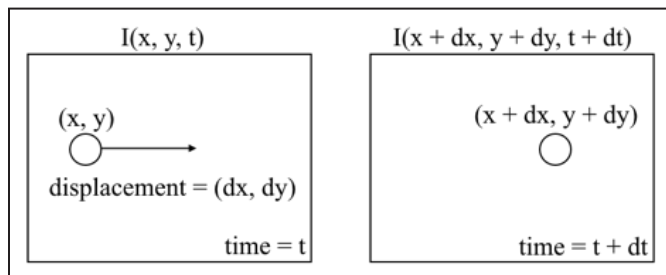 I(x, y, t)
(x, y)
displacement = (dx, dy)
time = t
I(x + dx, y + dy, t + dt)
(x + dx, y + dy)
time = t + dt